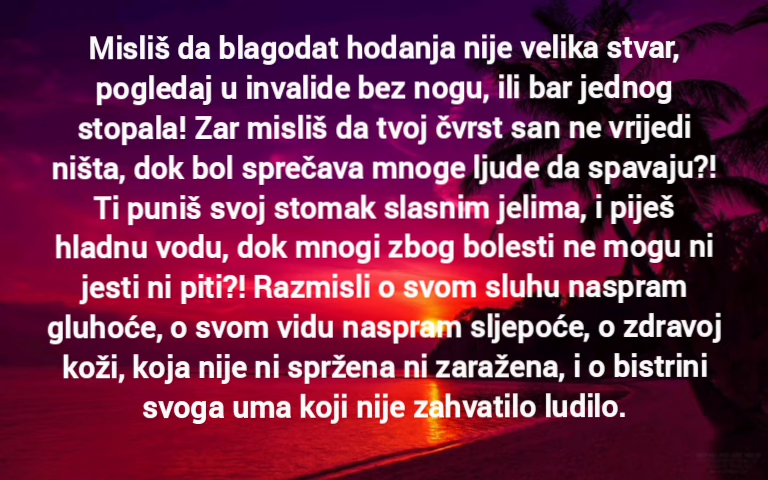 Misliš da blagodat hodanja nije velika stvar,
pogledaj u invalide bez nogu, ili bar jednog
stopala! Zar misliš da tvoj čvrst san ne vrijedi
ništa, dok bol sprečava mnoge ljude da spavaju?!
Ti puniš svoj stomak slasnim jelima, i piješ
hladnu vodu, dok mnogi zbog bolesti ne mogu ni
jesti ni piti?! Razmisli o svom sluhu naspram
gluhoće, o svom vidu naspram sljepoće, o zdravoj
koži, koja nije ni spržena ni zaražena, i o bistrini
svoga uma koji nije zahvatilo ludilo.